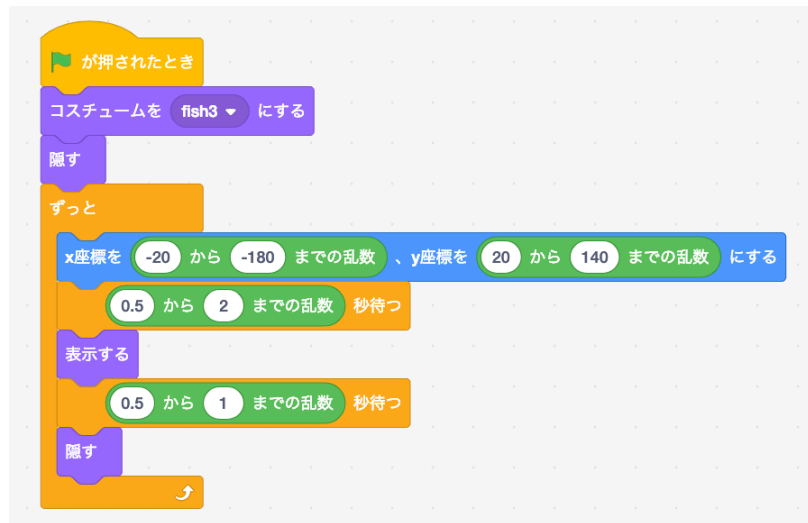 が押されたとき
コスチュームを fish3 にする
隠す
ずっと
x座標を -20 から -180 までの乱数 、y座標を 20 から 140 までの乱数 にする
0.5 から 2 までの乱数 秒待つ
表示する
0.5 から 1 までの乱数 秒待つ
隠す